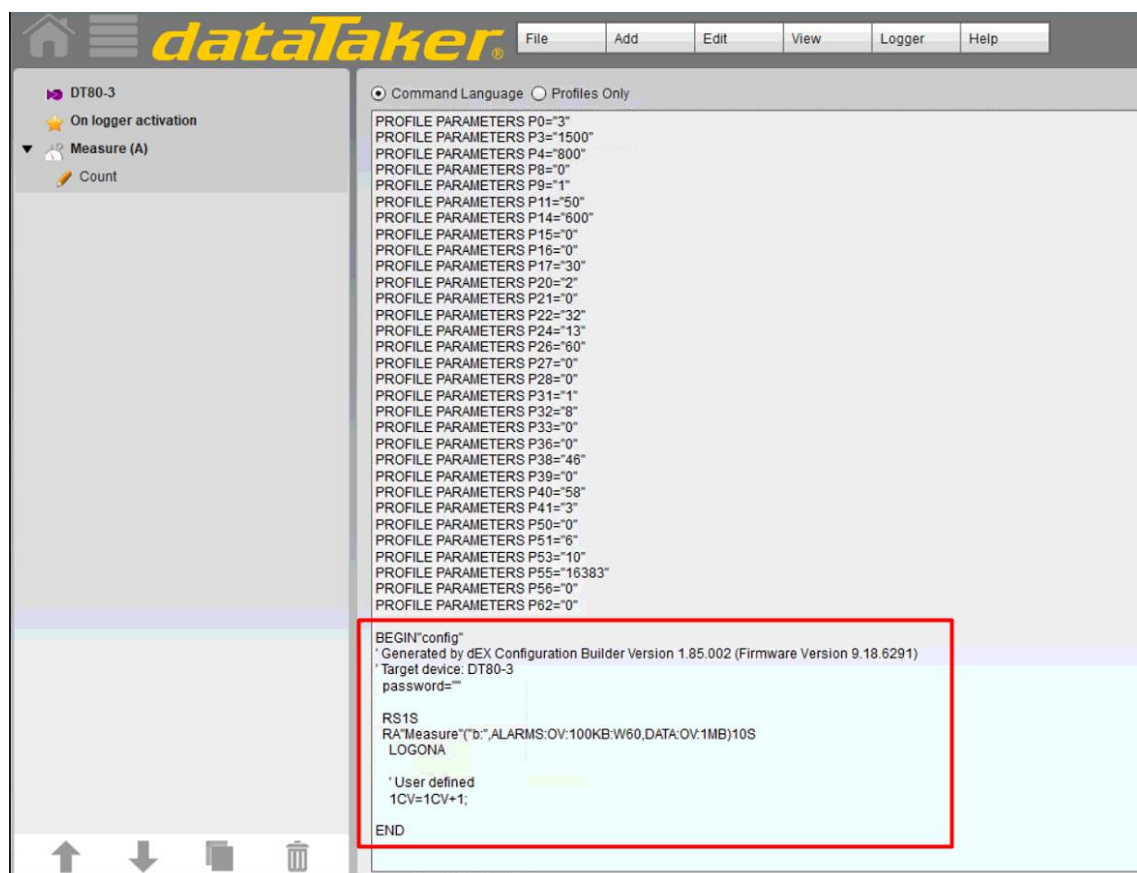 dataTaker®
File Add Edit View Logger Help
DT80-3
On logger activation
Measure (A)
Count
Command Language Profiles Only
PROFILE PARAMETERS P0="3"
PROFILE PARAMETERS P3="1500"
PROFILE PARAMETERS P4="800"
PROFILE PARAMETERS P8="0"
PROFILE PARAMETERS P9="1"
PROFILE PARAMETERS P11="50"
PROFILE PARAMETERS P14="600"
PROFILE PARAMETERS P15="0"
PROFILE PARAMETERS P16="0"
PROFILE PARAMETERS P17="30"
PROFILE PARAMETERS P20="2"
PROFILE PARAMETERS P21="0"
PROFILE PARAMETERS P22="32"
PROFILE PARAMETERS P24="13"
PROFILE PARAMETERS P26="60"
PROFILE PARAMETERS P27="0"
PROFILE PARAMETERS P28="0"
PROFILE PARAMETERS P31="1"
PROFILE PARAMETERS P32="8"
PROFILE PARAMETERS P33="0"
PROFILE PARAMETERS P36="0"
PROFILE PARAMETERS P38="46"
PROFILE PARAMETERS P39="0"
PROFILE PARAMETERS P40="58"
PROFILE PARAMETERS P41="3"
PROFILE PARAMETERS P50="0"
PROFILE PARAMETERS P51="6"
PROFILE PARAMETERS P53="10"
PROFILE PARAMETERS P55="16383"
PROFILE PARAMETERS P56="0"
PROFILE PARAMETERS P62="0"
BEGIN"config"
' Generated by dEX Configuration Builder Version 1.85.002 (Firmware Version 9.18.6291)
' Target device: DT80-3
password=""
RS1S
RA"Measure"("b:",ALARMS:OV:100KB:W60,DATA:OV:1MB)10S
LOGONA
' User defined
1CV=1CV+1;
END